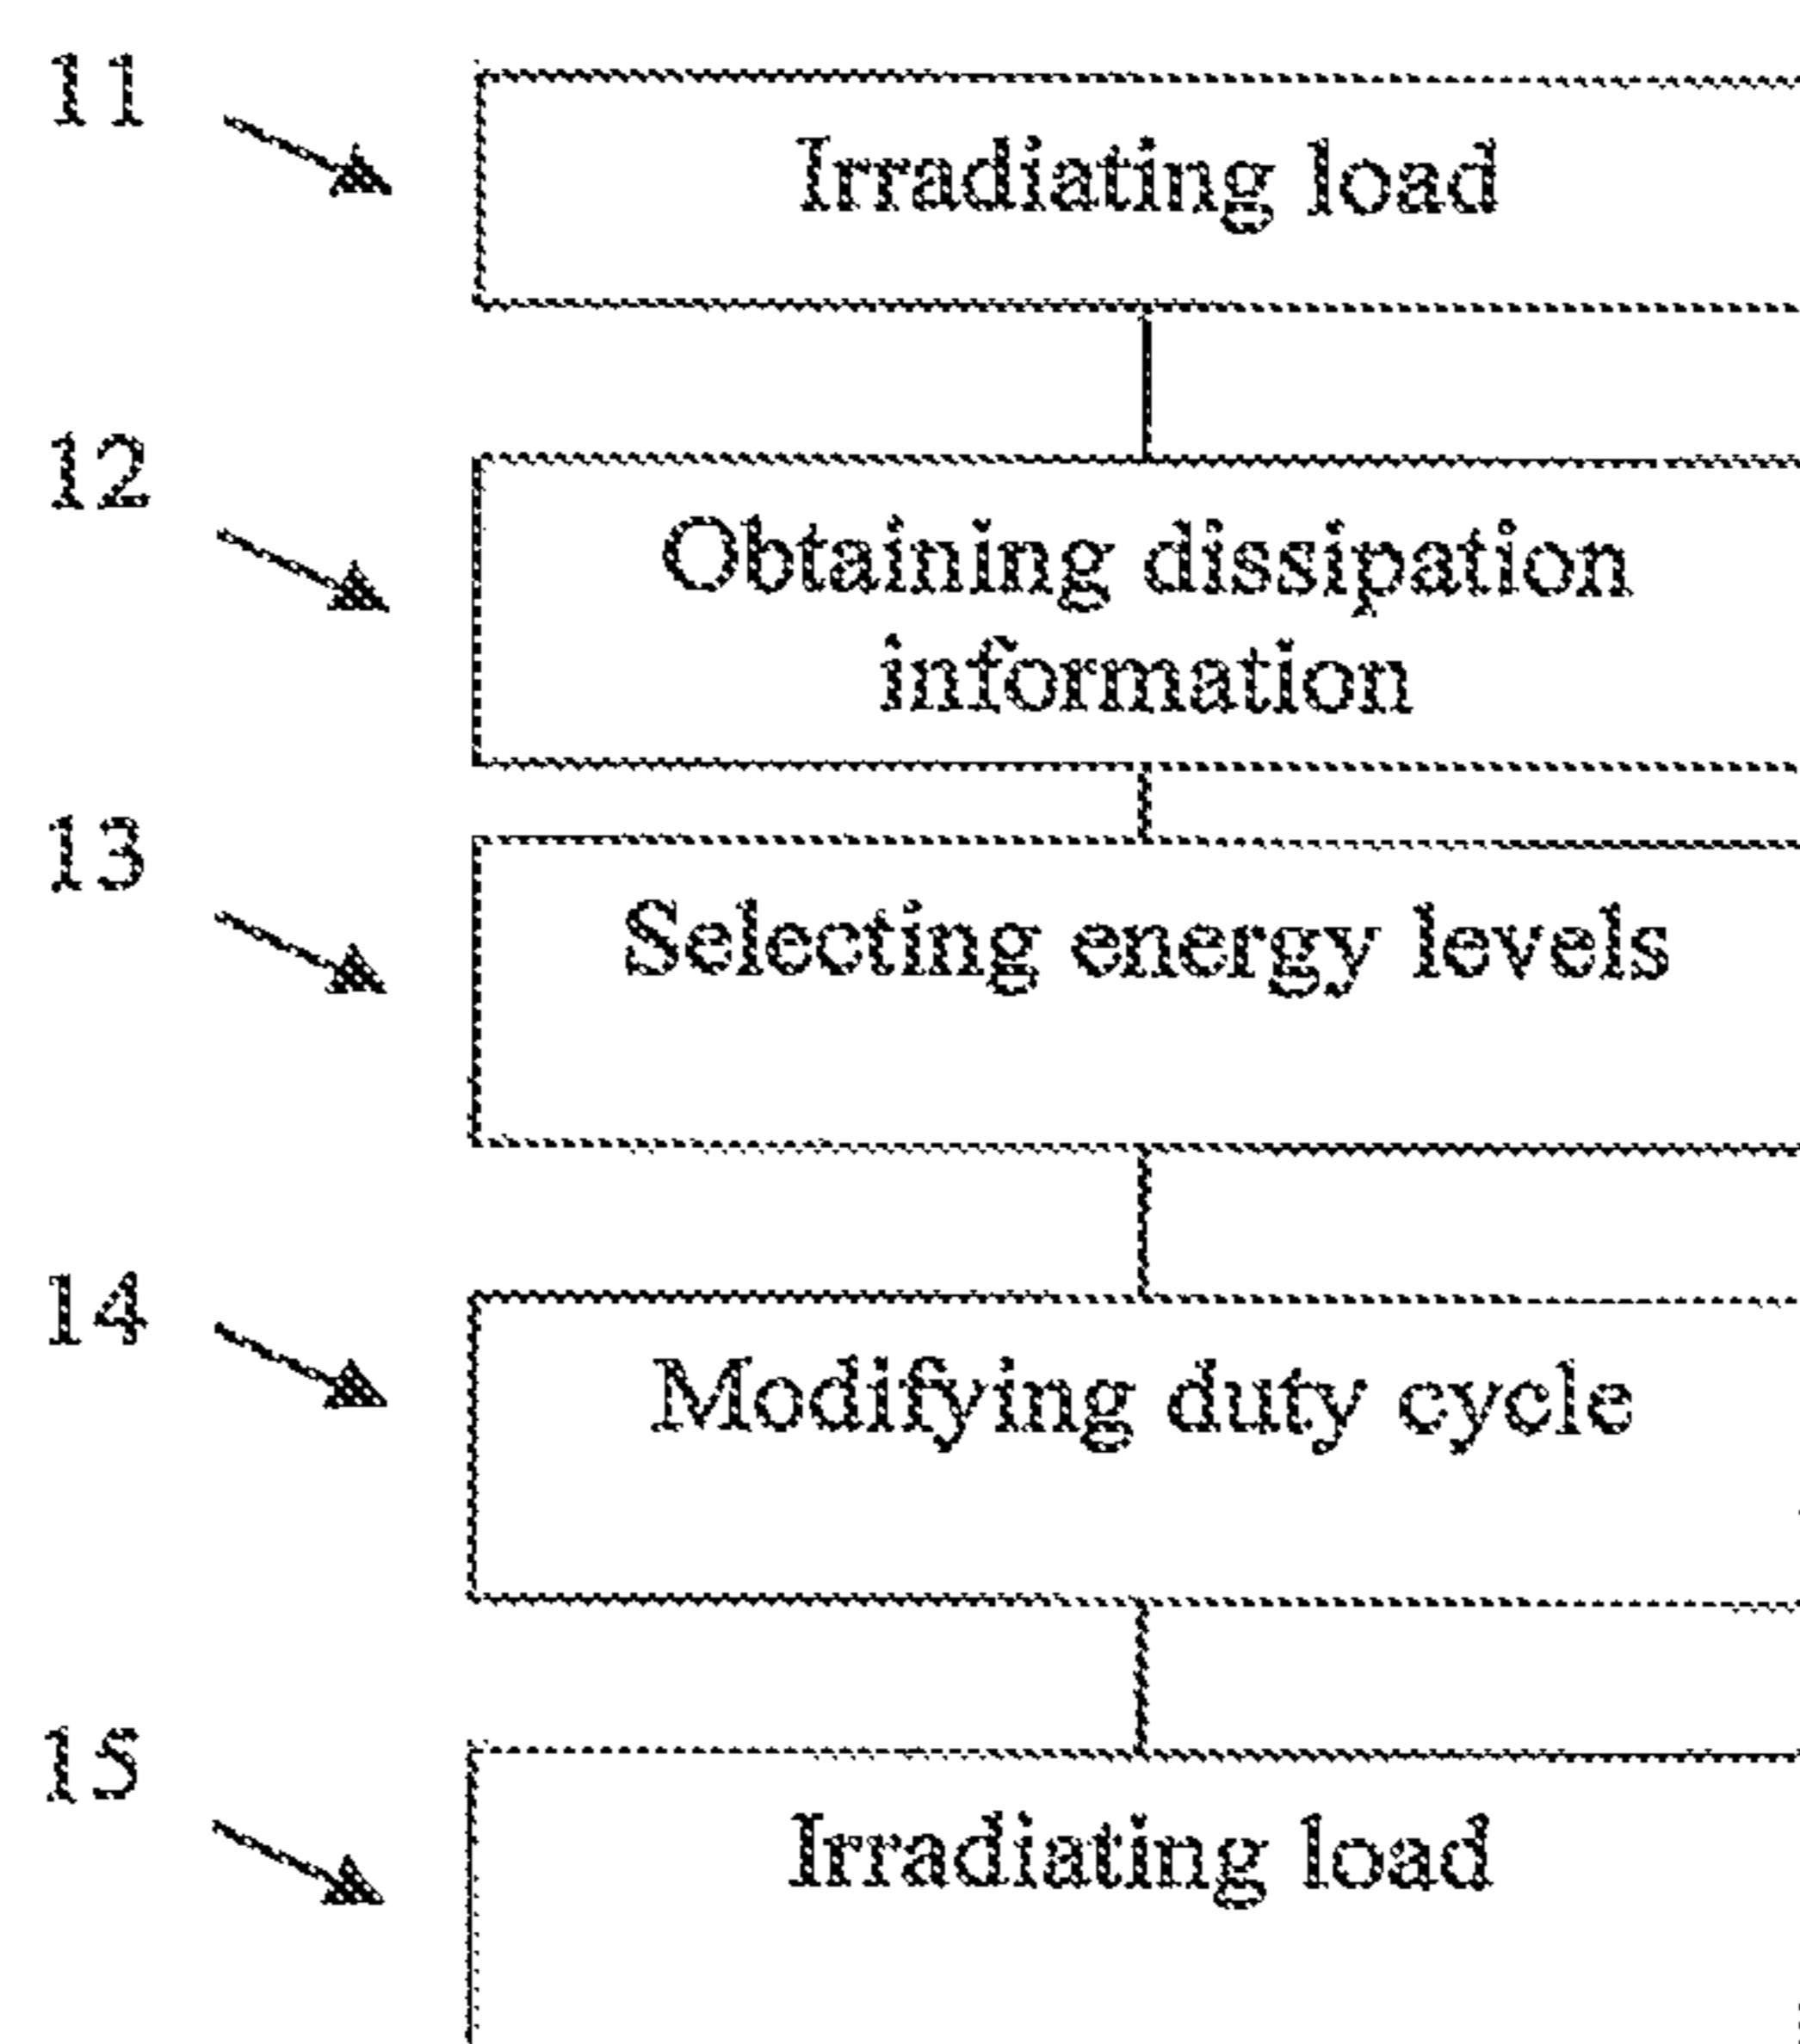 11
Irradiating load
12
Obtaining dissipation
information
13
Selecting energy levels
14
Modifying duty cycle
15
Irradiating load